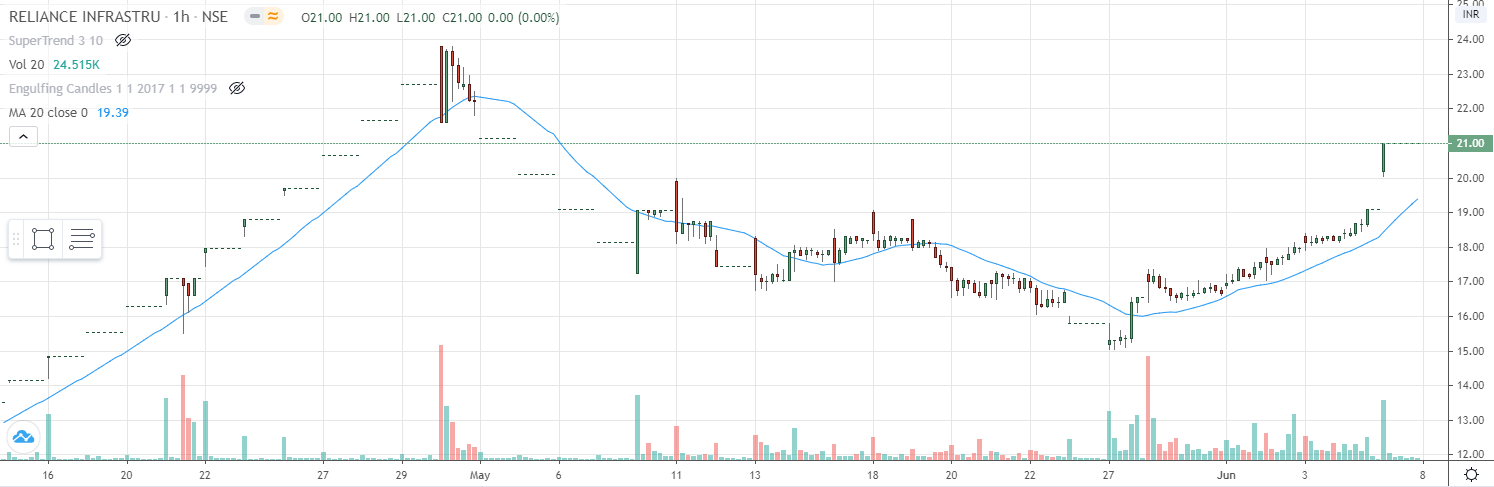 RELIANCE INFRASTRU · 1h · NSE O21.00 H21.00 L21.00 C21.00 0.00 (0.00%)
SuperTrend 3 10
Vol 20 24.515K
Engulfing Candles 1 1 2017 1 1 9999
MA 20 close 0 19.39
25.00
INR
24.00
23.00
22.00
21.00
20.00
19.00
18.00
17.00
16.00
15.00
14.00
13.00
12.00
16 20 22 27 29 May 6 11 13 18 20 22 27 Jun 3 8